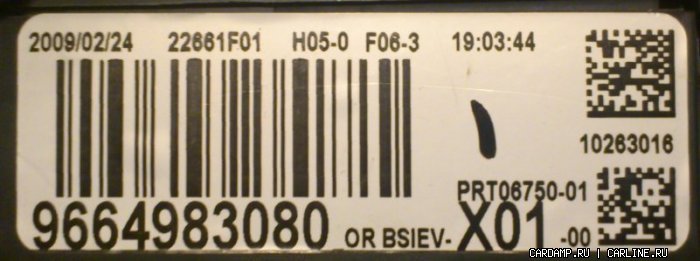 2009/02/24 22661F01 H05-0 F06-3 19:03:44
10263016
PRT06750-01
9664983080 OR BSIEV-X01-00
CARDAMP.RU | CARLINE.RU